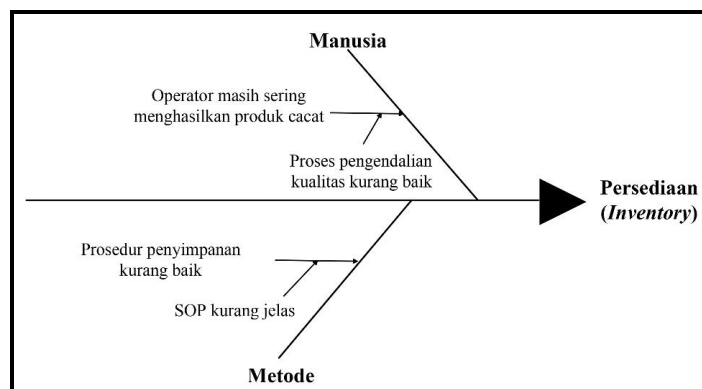 Manusia
Operator masih sering
menghasilkan produk cacat
Proses pengendalian
kualitas kurang baik
Persediaan
(Inventory)
Prosedur penyimpanan
kurang baik
SOP kurang jelas
Metode